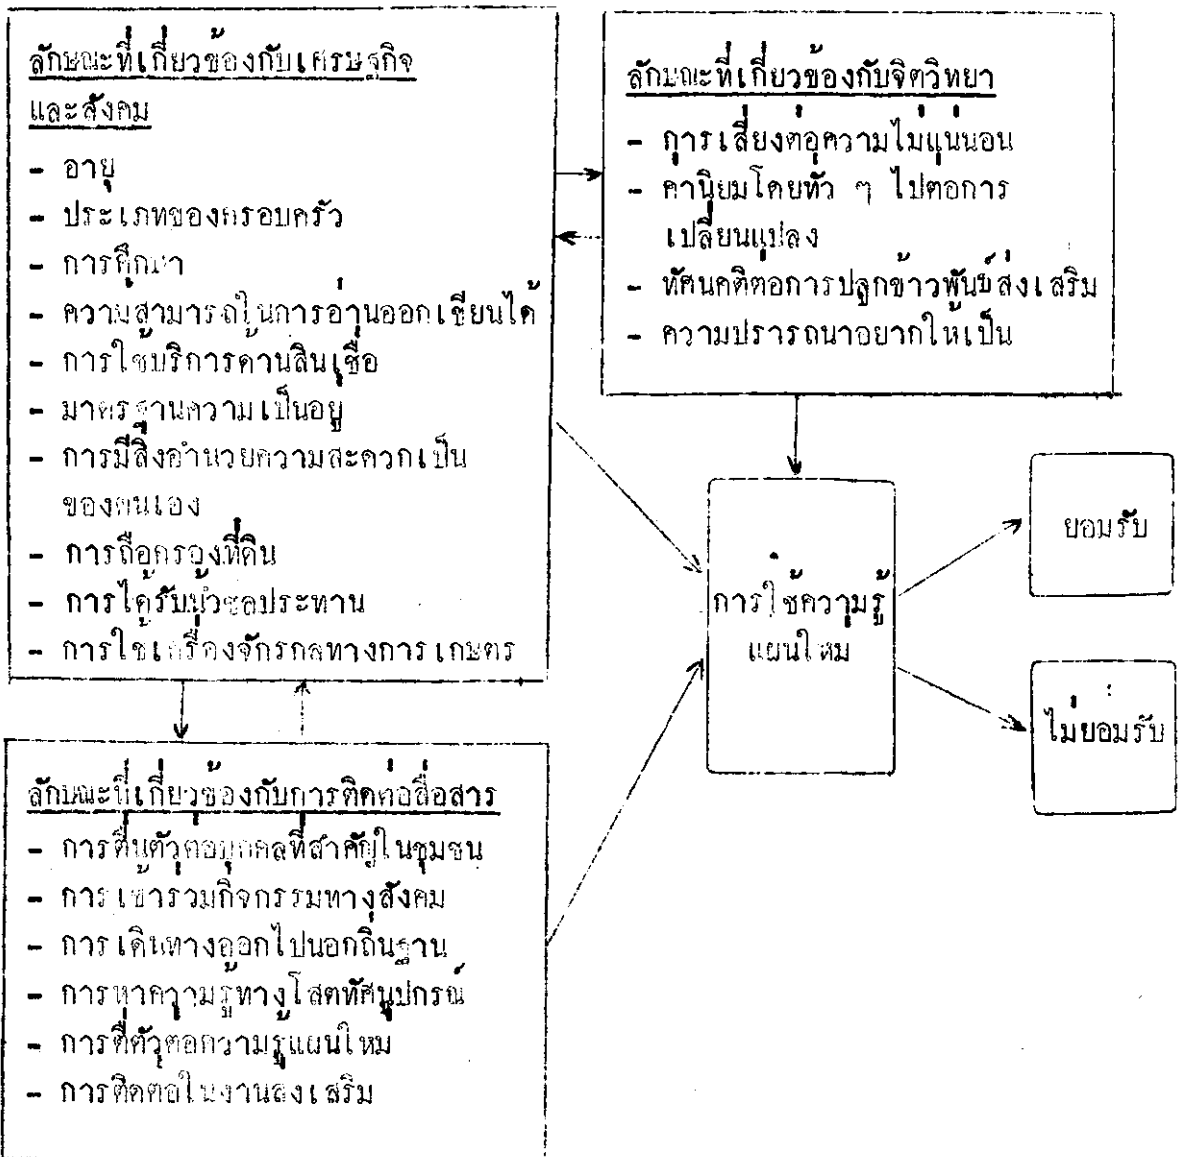 ลักษณะที่เกี่ยวข้องกับเศรษฐกิจ
และสังคม
- อายุ
- ประเภทของครอบครัว
- การศึกษา
- ความสามารถในการอ่านออกเขียนได้
- การใช้บริการด้านสินเชื่อ
- มาตรฐานความเป็นอยู่
- การมีสิ่งอำนวยความสะดวกเป็น
ของตนเอง
- การถือครองที่ดิน
- การได้รับน้ำชลประทาน
- การใช้เครื่องจักรกลทางการเกษตร
ลักษณะที่เกี่ยวข้องกับจิตวิทยา
- การเสี่ยงต่อความไม่แน่นอน
- คานิยมโดยทั่ว ๆ ไปต่อการ
เปลี่ยนแปลง
- ทัศนคติต่อการปลูกข้าวพันธุ์ส่งเสริม
- ความปรารถนาอยากให้เป็น
ลักษณะที่เกี่ยวข้องกับการติดต่อสื่อสาร
- การตื่นตัวต่อบุคคลที่สำคัญในชุมชน
- การเข้าร่วมกิจกรรมทางสังคม
- การเดินทางออกไปนอกถิ่นฐาน
- การหาความรู้ทางโสตทัศนูปกรณ์
- การตื่ตัวต่อความรู้แผนใหม่
- การติดต่อในงานส่งเสริม
การใช้ความรู้
แผนใหม่
ยอมรับ
ไม่ยอมรับ